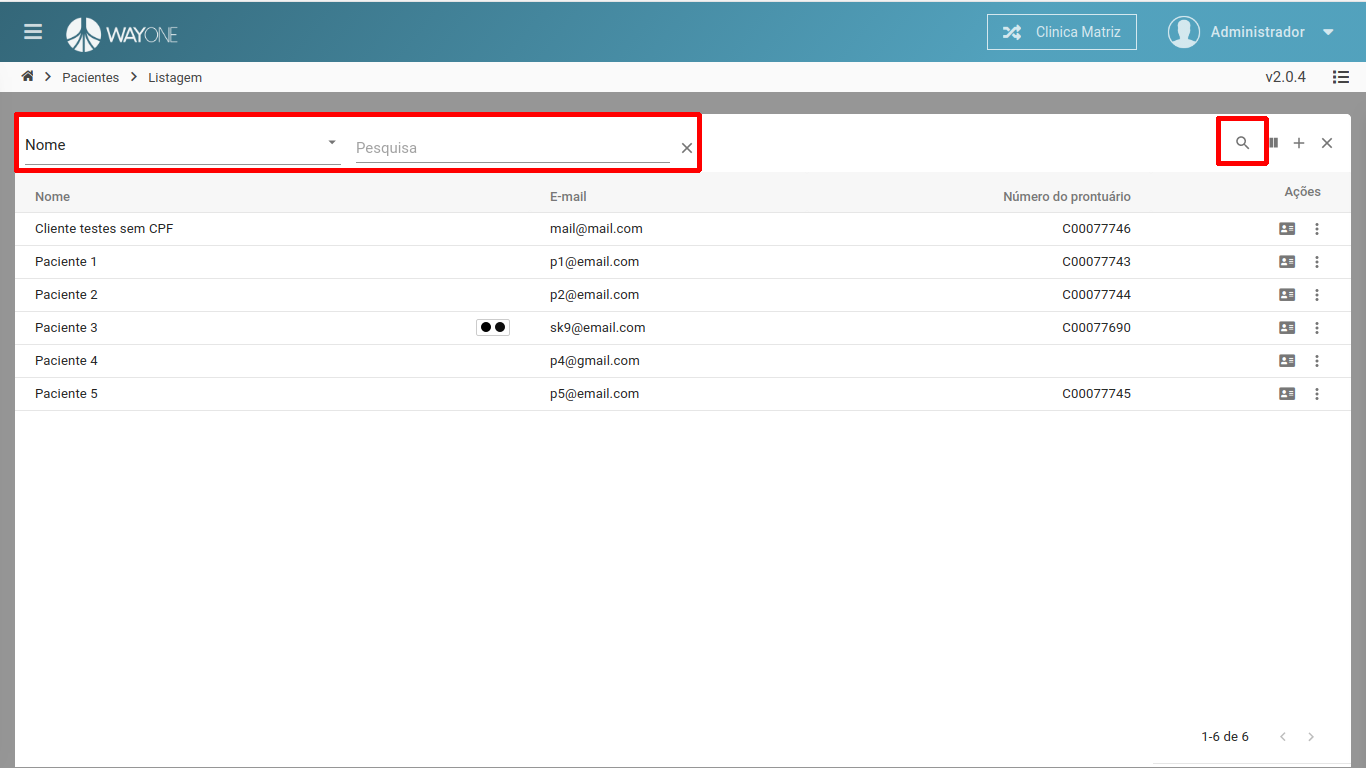 WAYONE
Clinica Matriz
Administrador
Pacientes
Listagem
v2.0.4
Nome
Pesquisa
Nome E-mail Número do prontuário Ações
Cliente testes sem CPF mail@mail.com C00077746
Paciente 1 p1@email.com C00077743
Paciente 2 p2@email.com C00077744
Paciente 3 sk9@email.com C00077690
Paciente 4 p4@gmail.com
Paciente 5 p5@email.com C00077745
1-6 de 6